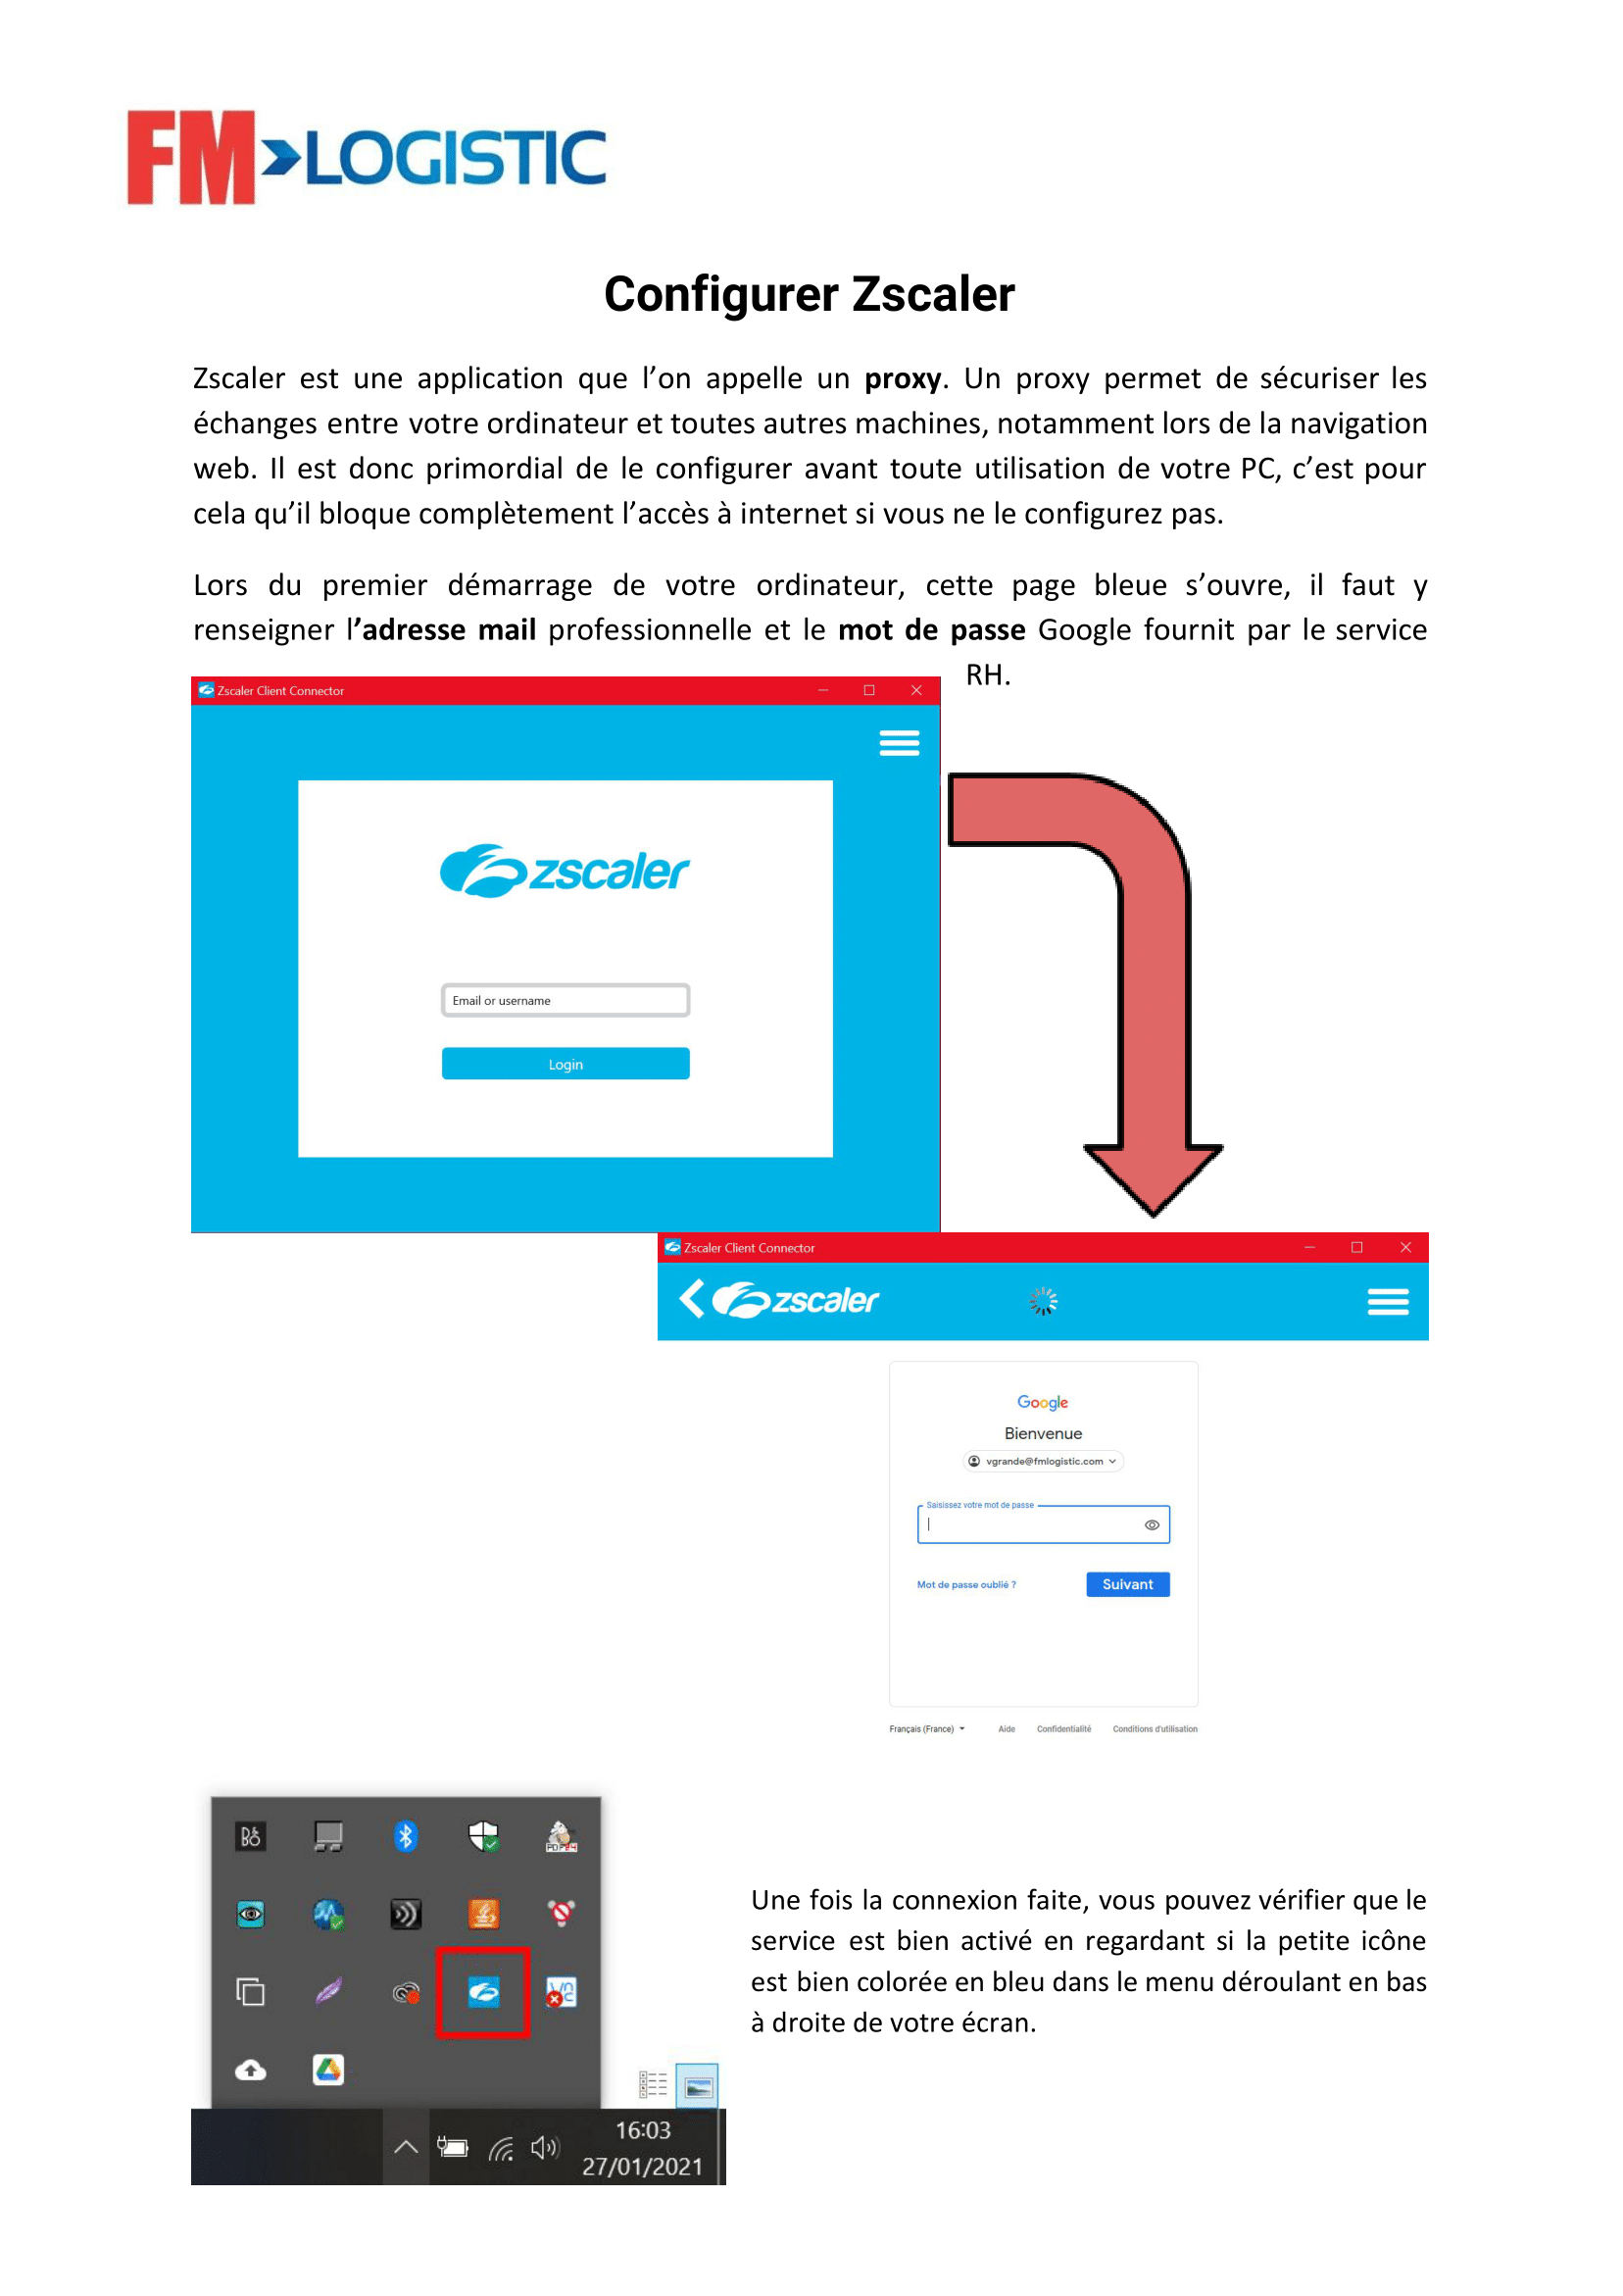 FM LOGISTIC
Configurer Zscaler
Zscaler est une application que l’on appelle un proxy. Un proxy permet de sécuriser les
échanges entre votre ordinateur et toutes autres machines, notamment lors de la navigation
web. Il est donc primordial de le configurer avant toute utilisation de votre PC, c’est pour
cela qu’il bloque complètement l’accès à internet si vous ne le configurez pas.
Lors du premier démarrage de votre ordinateur, cette page bleue s’ouvre, il faut y
renseigner l’adresse mail professionnelle et le mot de passe Google fournit par le service
RH.
Zscaler Client Connector
zscaler
Email or username
Login
Zscaler Client Connector
zscaler
Google
Bienvenue
vgrande@fmlogistic.com
Saisissez votre mot de passe
Mot de passe oublié ?
Suivant
Français (France)
Aide
Confidentialité
Conditions d'utilisation
B&O
PDF24
VNC
Une fois la connexion faite, vous pouvez vérifier que le
service est bien activé en regardant si la petite icône
est bien colorée en bleu dans le menu déroulant en bas
à droite de votre écran.
16:03
27/01/2021